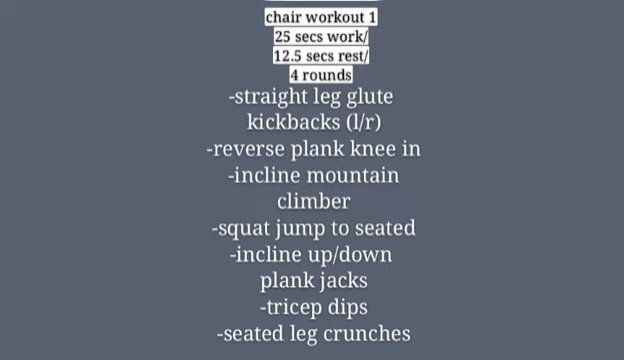 chair workout 1
25 secs work/
12.5 secs rest/
4 rounds
-straight leg glute
kickbacks (l/r)
-reverse plank knee in
-incline mountain
climber
-squat jump to seated
-incline up/down
plank jacks
-tricep dips
-seated leg crunches